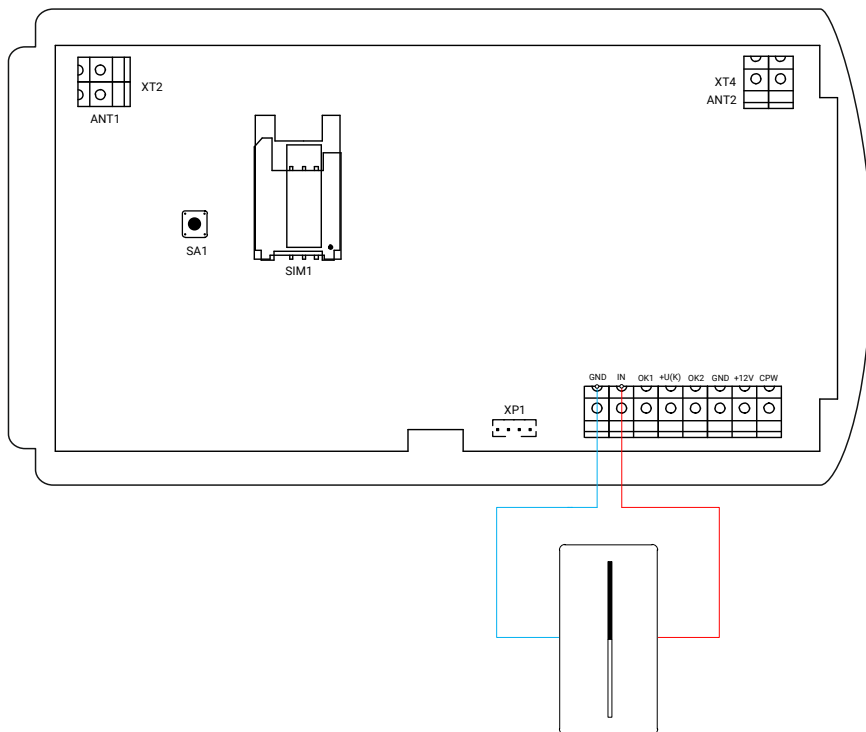 XT2
ANT1
XT4
ANT2
SA1
SIM1
GND IN OK1 +U(K) OK2 GND +12V CPW
XP1